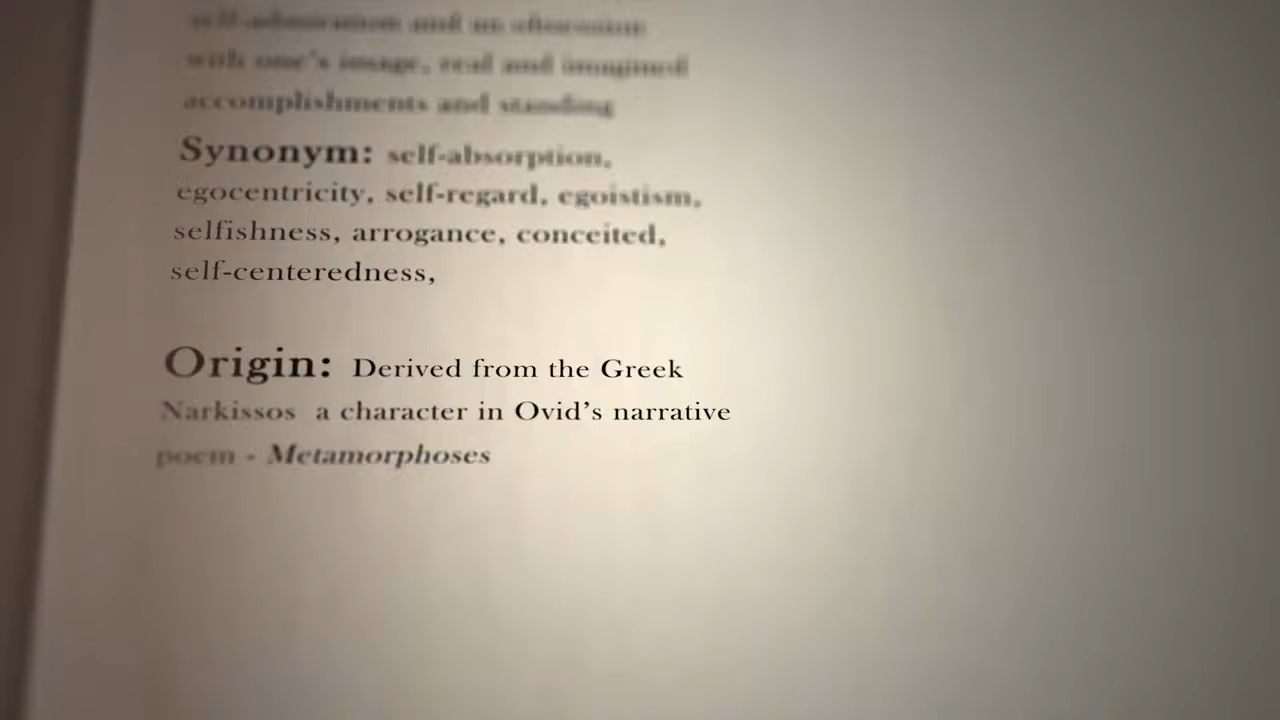 self-admiration and an obsession
with one's image, real and imagined
accomplishments and standing
Synonym: self-absorption,
egocentricity, self-regard, egoistism,
selfishness, arrogance, conceited,
self-centeredness,
Origin: Derived from the Greek
Narkissos a character in Ovid's narrative
poem - Metamorphoses